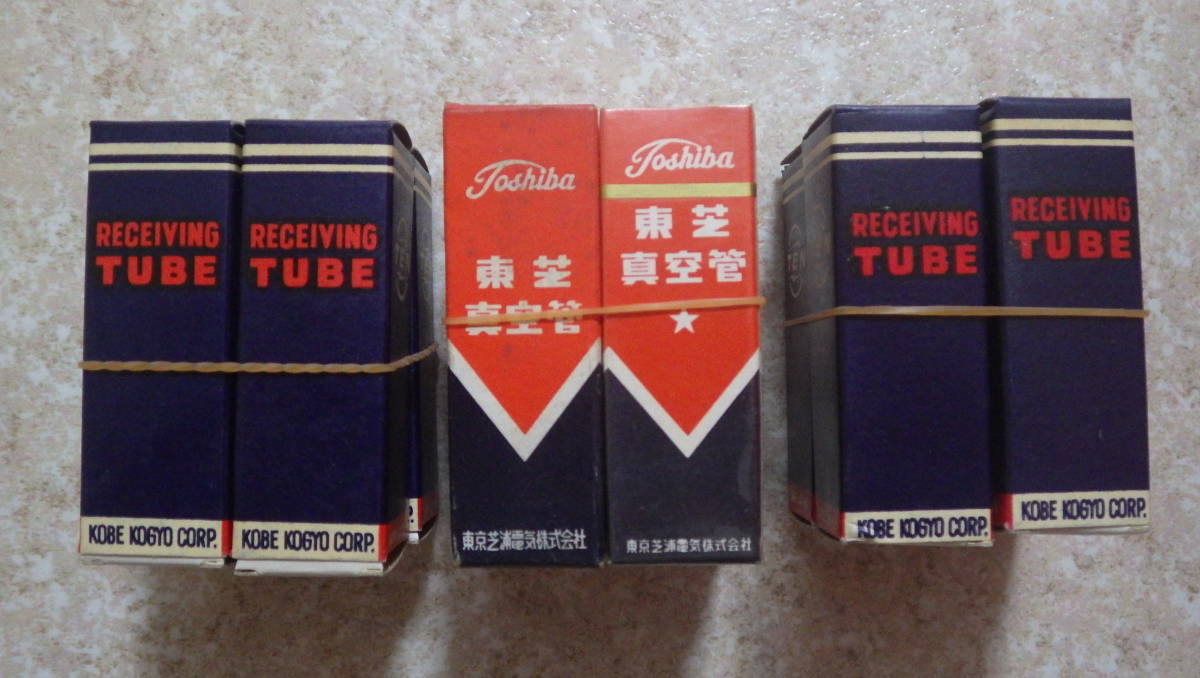 RECEIVING
TUBE
KOBE KOGYO CORP.
RECEIVING
TUBE
KOBE KOGYO CORP.
P.
Toshiba
東芝
真空管
東京芝浦電気株式会社
Toshiba
東芝
真空管
東京芝浦電気株式会社
TEN
RECEIVING
TUBE
KOBE KOGYO CORP.
RECEIVING
TUBE
KOBE KOGYO CORP.